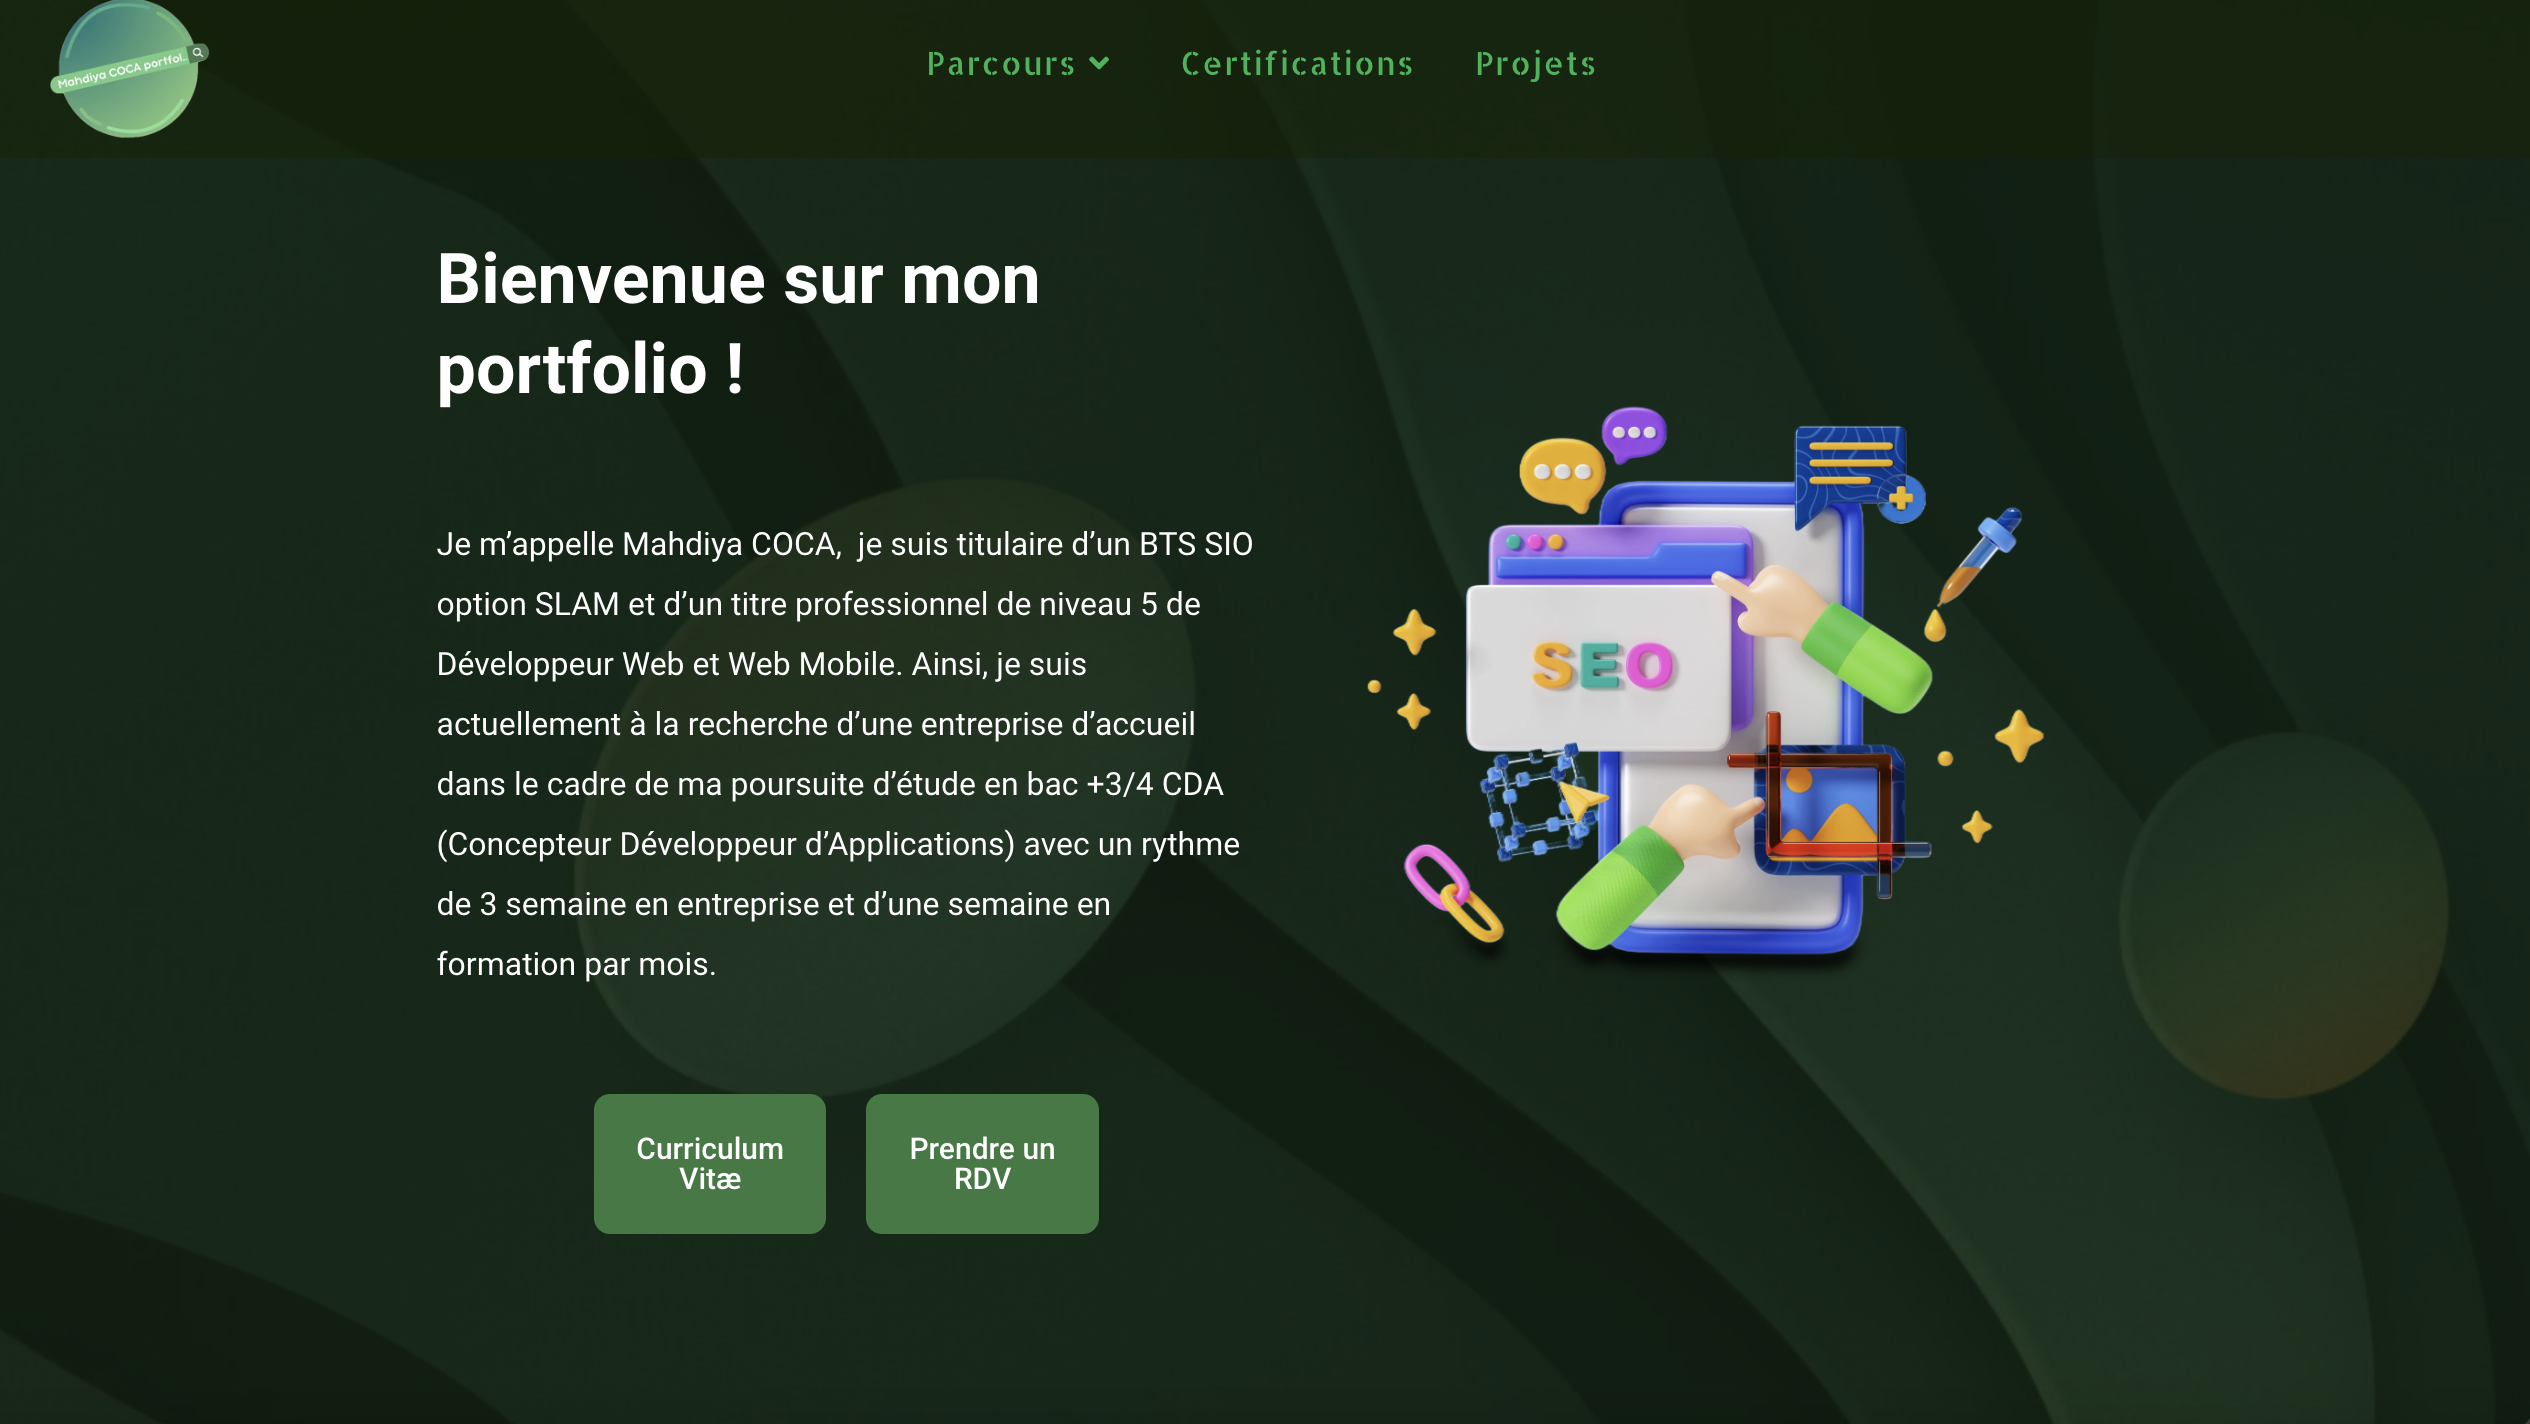 Mahdiya COCA portfol..
Parcours
Certifications
Projets
Bienvenue sur mon
portfolio !
Je m’appelle Mahdiya COCA,  je suis titulaire d’un BTS SIO
option SLAM et d’un titre professionnel de niveau 5 de
Développeur Web et Web Mobile. Ainsi, je suis
actuellement à la recherche d’une entreprise d’accueil
dans le cadre de ma poursuite d’étude en bac +3/4 CDA
(Concepteur Développeur d’Applications) avec un rythme
de 3 semaine en entreprise et d’une semaine en
formation par mois.
SEO
Curriculum
Vitæ
Prendre un
RDV